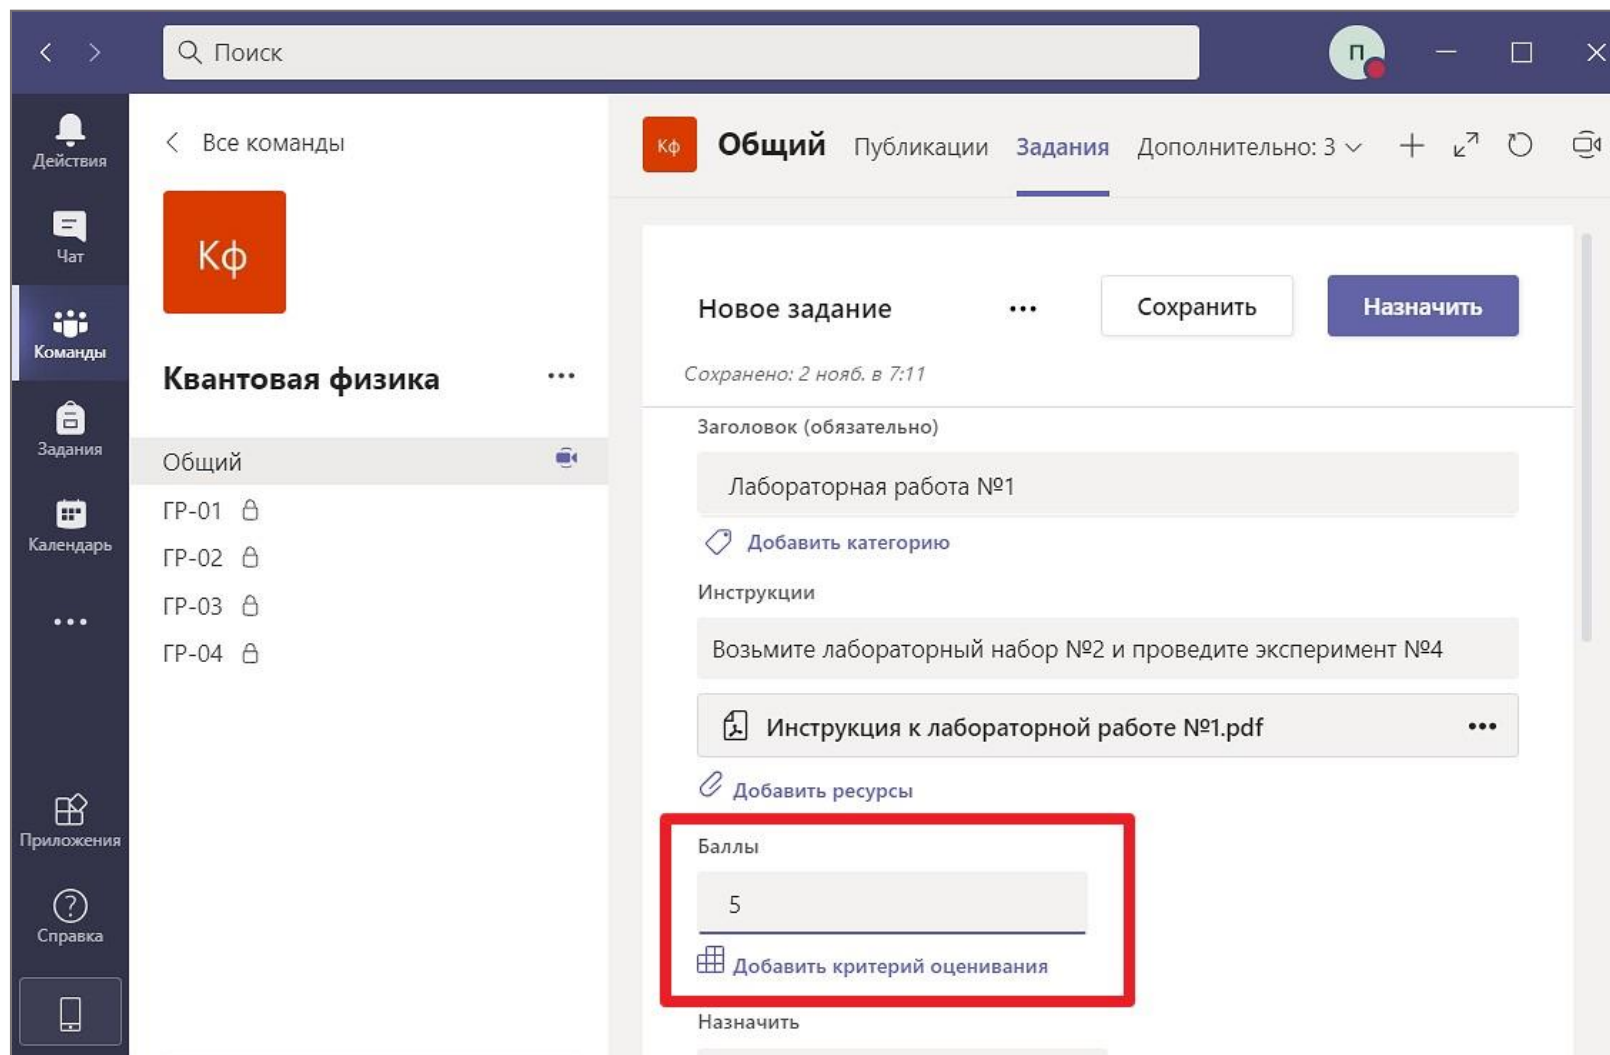 Поиск
П
Действия
Чат
Команды
Задания
Календарь
Приложения
Справка
Все команды
Кф
Квантовая физика
Общий
ГР-01
ГР-02
ГР-03
ГР-04
Кф Общий Публикации Задания Дополнительно: 3
Новое задание Сохранить Назначить
Сохранено: 2 нояб. в 7:11
Заголовок (обязательно)
Лабораторная работа №1
Добавить категорию
Инструкции
Возьмите лабораторный набор №2 и проведите эксперимент №4
Инструкция к лабораторной работе №1.pdf
Добавить ресурсы
Баллы
5
Добавить критерий оценивания
Назначить